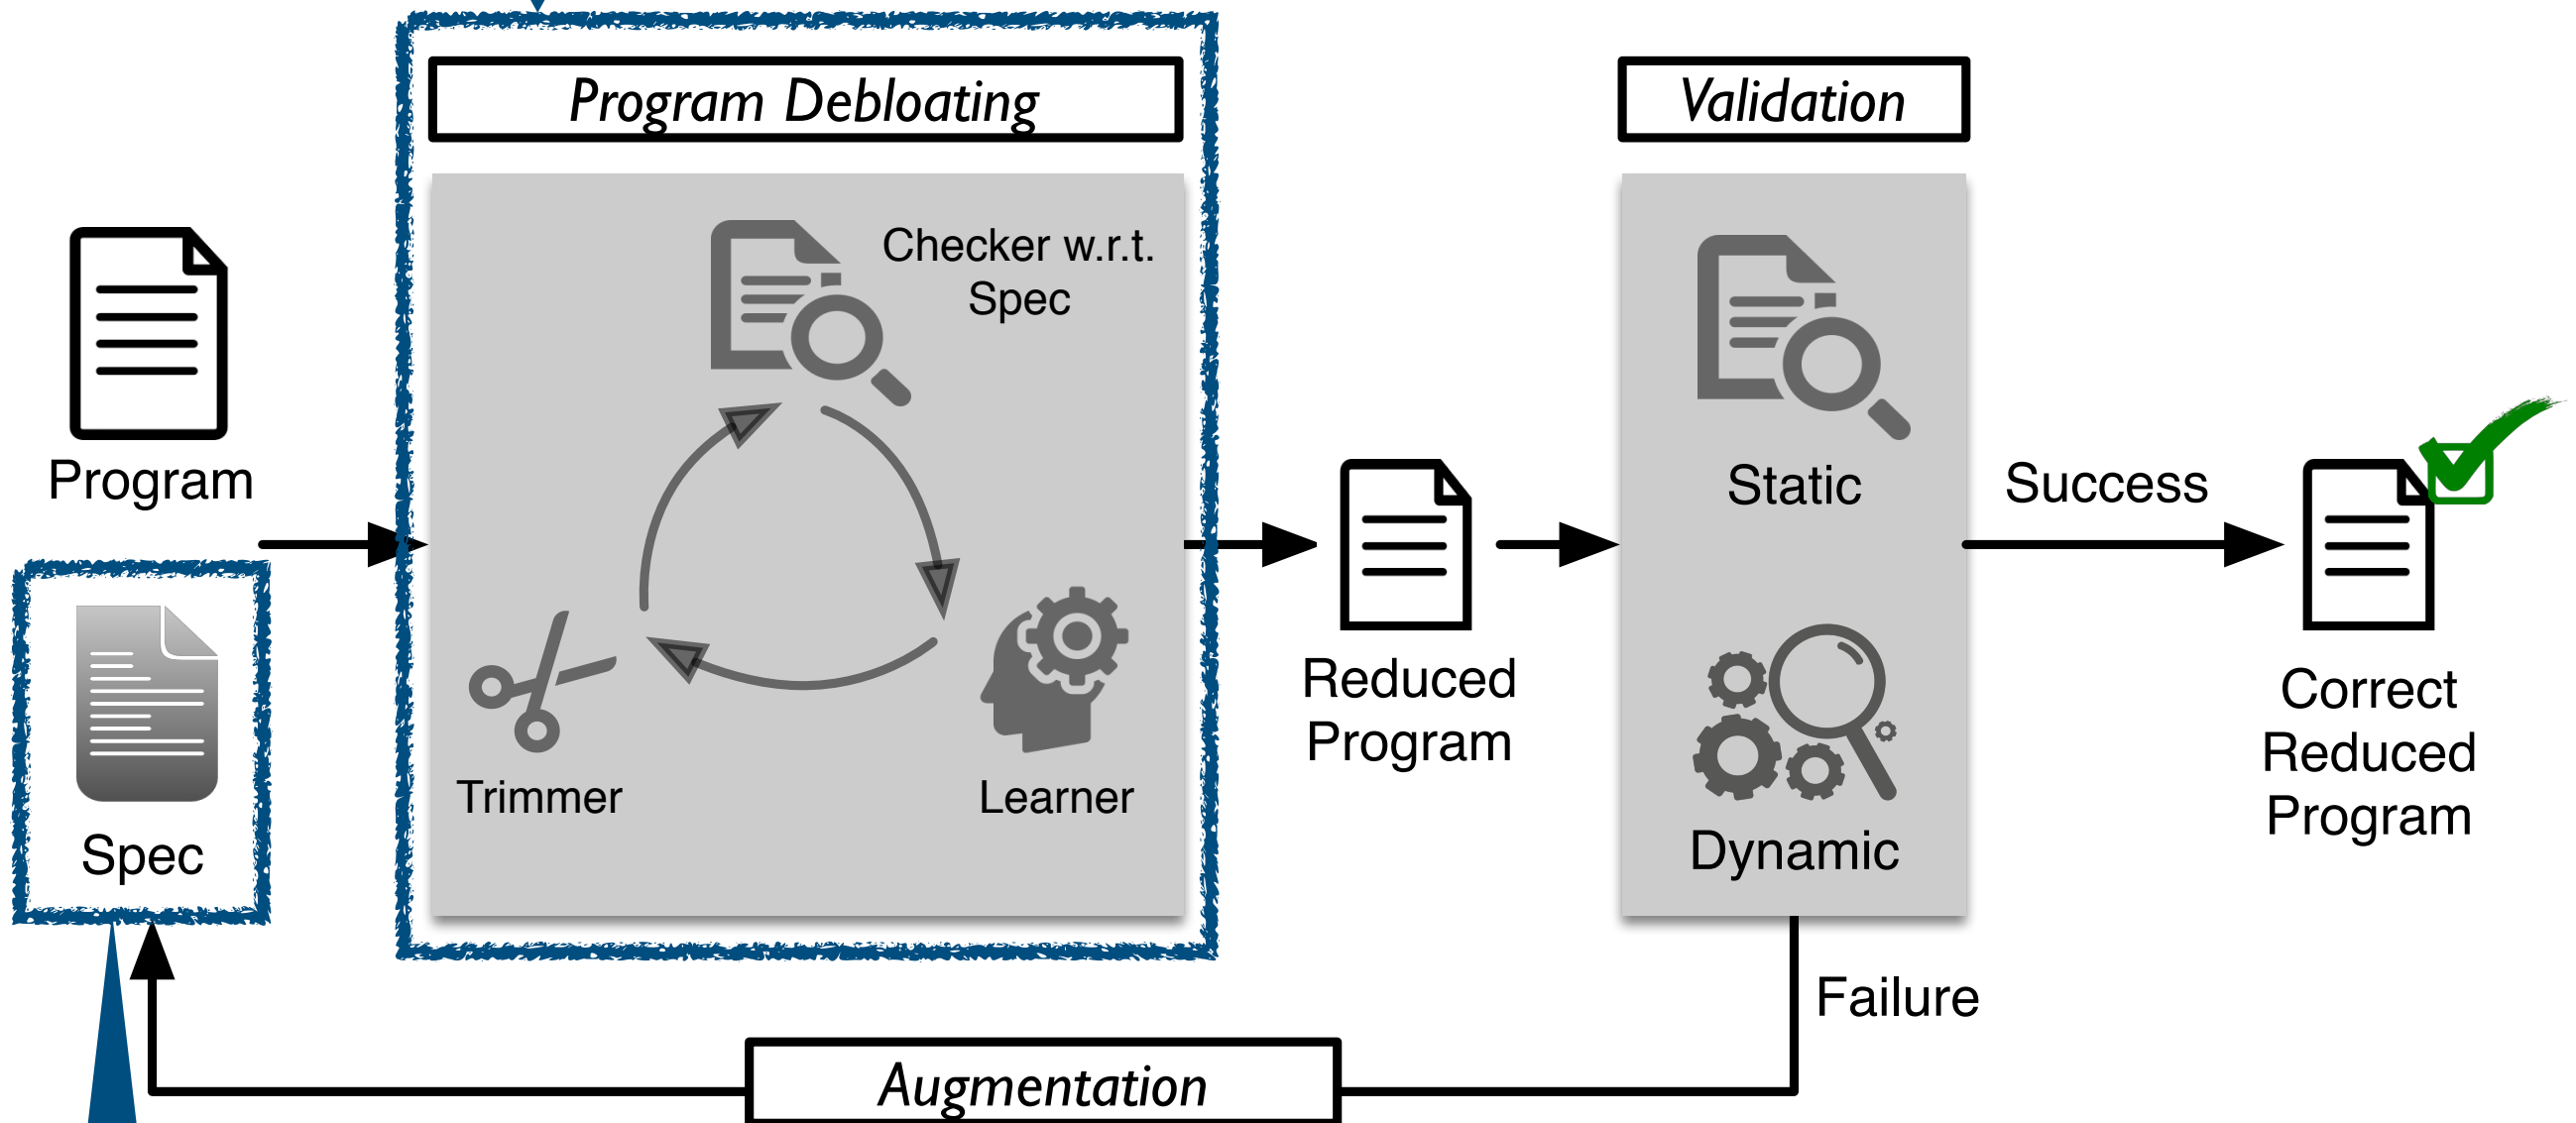 Program Debloating
Validation
Checker w.r.t.
Spec
Program
Static
Success
Trimmer
Learner
Reduced
Program
Correct
Reduced
Program
Spec
Dynamic
Failure
Augmentation